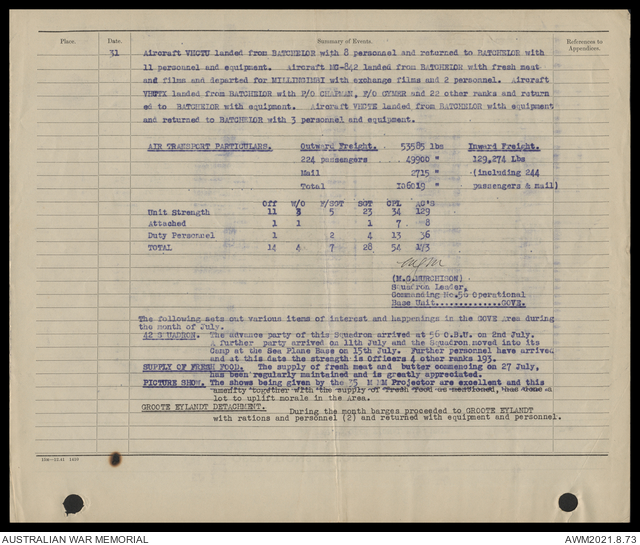 Place. Date. Summary of Events. References to Appendices.
31 Aircraft VHCTU landed from BATCHELOR with 8 personnel and returned to BATCHELOR with
11 personnel and equipment. Aircraft MG-842 landed from BATCHELOR with fresh meat
and films and departed for MILLINGIMBI with exchange films and 2 personnel. Aircraft
landed from BATCHELOR with P/O CHAPMAN, F/O GYMER and 22 other ranks and return
ed to BATCHELOR with equipment. Aircraft VHCTE landed from BATCHELOR with equipment
and returned to BATCHELOR with 3 personnel and equipment.
AIR TRANSPORT PARTICULARS. Outward Freight. 53585 lbs Inward Freight.
224 passengers 49900 " 129,274 Lbs
Mail 2715 " (including 244
Total 106019 " passengers & mail)
Off W/O F/SGT SGT CPL AC'S
Unit Strength 11 3 5 23 34 129
Attached 1 1 1 7 8
Duty Personnel 1 2 4 13 36
TOTAL 14 4 7 28 54 173
(M.G.MURCHISON)
Squadron Leader,
Commanding No.56 Operational
Base Unit..............GOVE.
The following sets out various items of interest and happenings in the GOVE Area during
the month of July.
42 SQUADRON. The advance party of this Squadron arrived at 56 O.B.U. on 2nd July.
A further party arrived on 11th July and the Squadron moved into its
Camp at the Sea Plane Base on 15th July. Further personnel have arrived
and at this date the strength is Officers 4 other ranks 193.
SUPPLY OF FRESH FOOD. The supply of fresh meat and butter commencing on 27 July,
has been regularly maintained and is greatly appreciated.
PICTURE SHOW. The shows being given by the 35 M M Projector are excellent and this
amenity together with the supply of fresh food as mentioned, has done a
lot to uplift morale in the Area.
GROOTE EYLANDT DETACHMENT. During the month barges proceeded to GROOTE EYLANDT
with rations and personnel (2) and returned with equipment and personnel.
AUSTRALIAN WAR MEMORIAL AWM2021.8.73